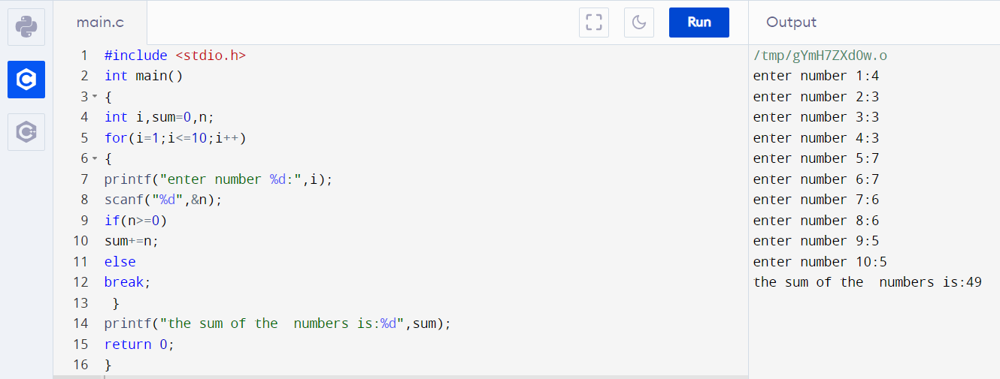 main.c
Run
1 #include <stdio.h>
2 int main()
3 {
4 int i,sum=0,n;
5 for(i=1;i<=10;i++)
6 {
7 printf("enter number %d:",i);
8 scanf("%d",&n);
9 if(n>=0)
10 sum+=n;
11 else
12 break;
13  }
14 printf("the sum of the  numbers is:%d",sum);
15 return 0;
16 }
Output
/tmp/gYmH7ZXdOw.o
enter number 1:4
enter number 2:3
enter number 3:3
enter number 4:3
enter number 5:7
enter number 6:7
enter number 7:6
enter number 8:6
enter number 9:5
enter number 10:5
the sum of the  numbers is:49